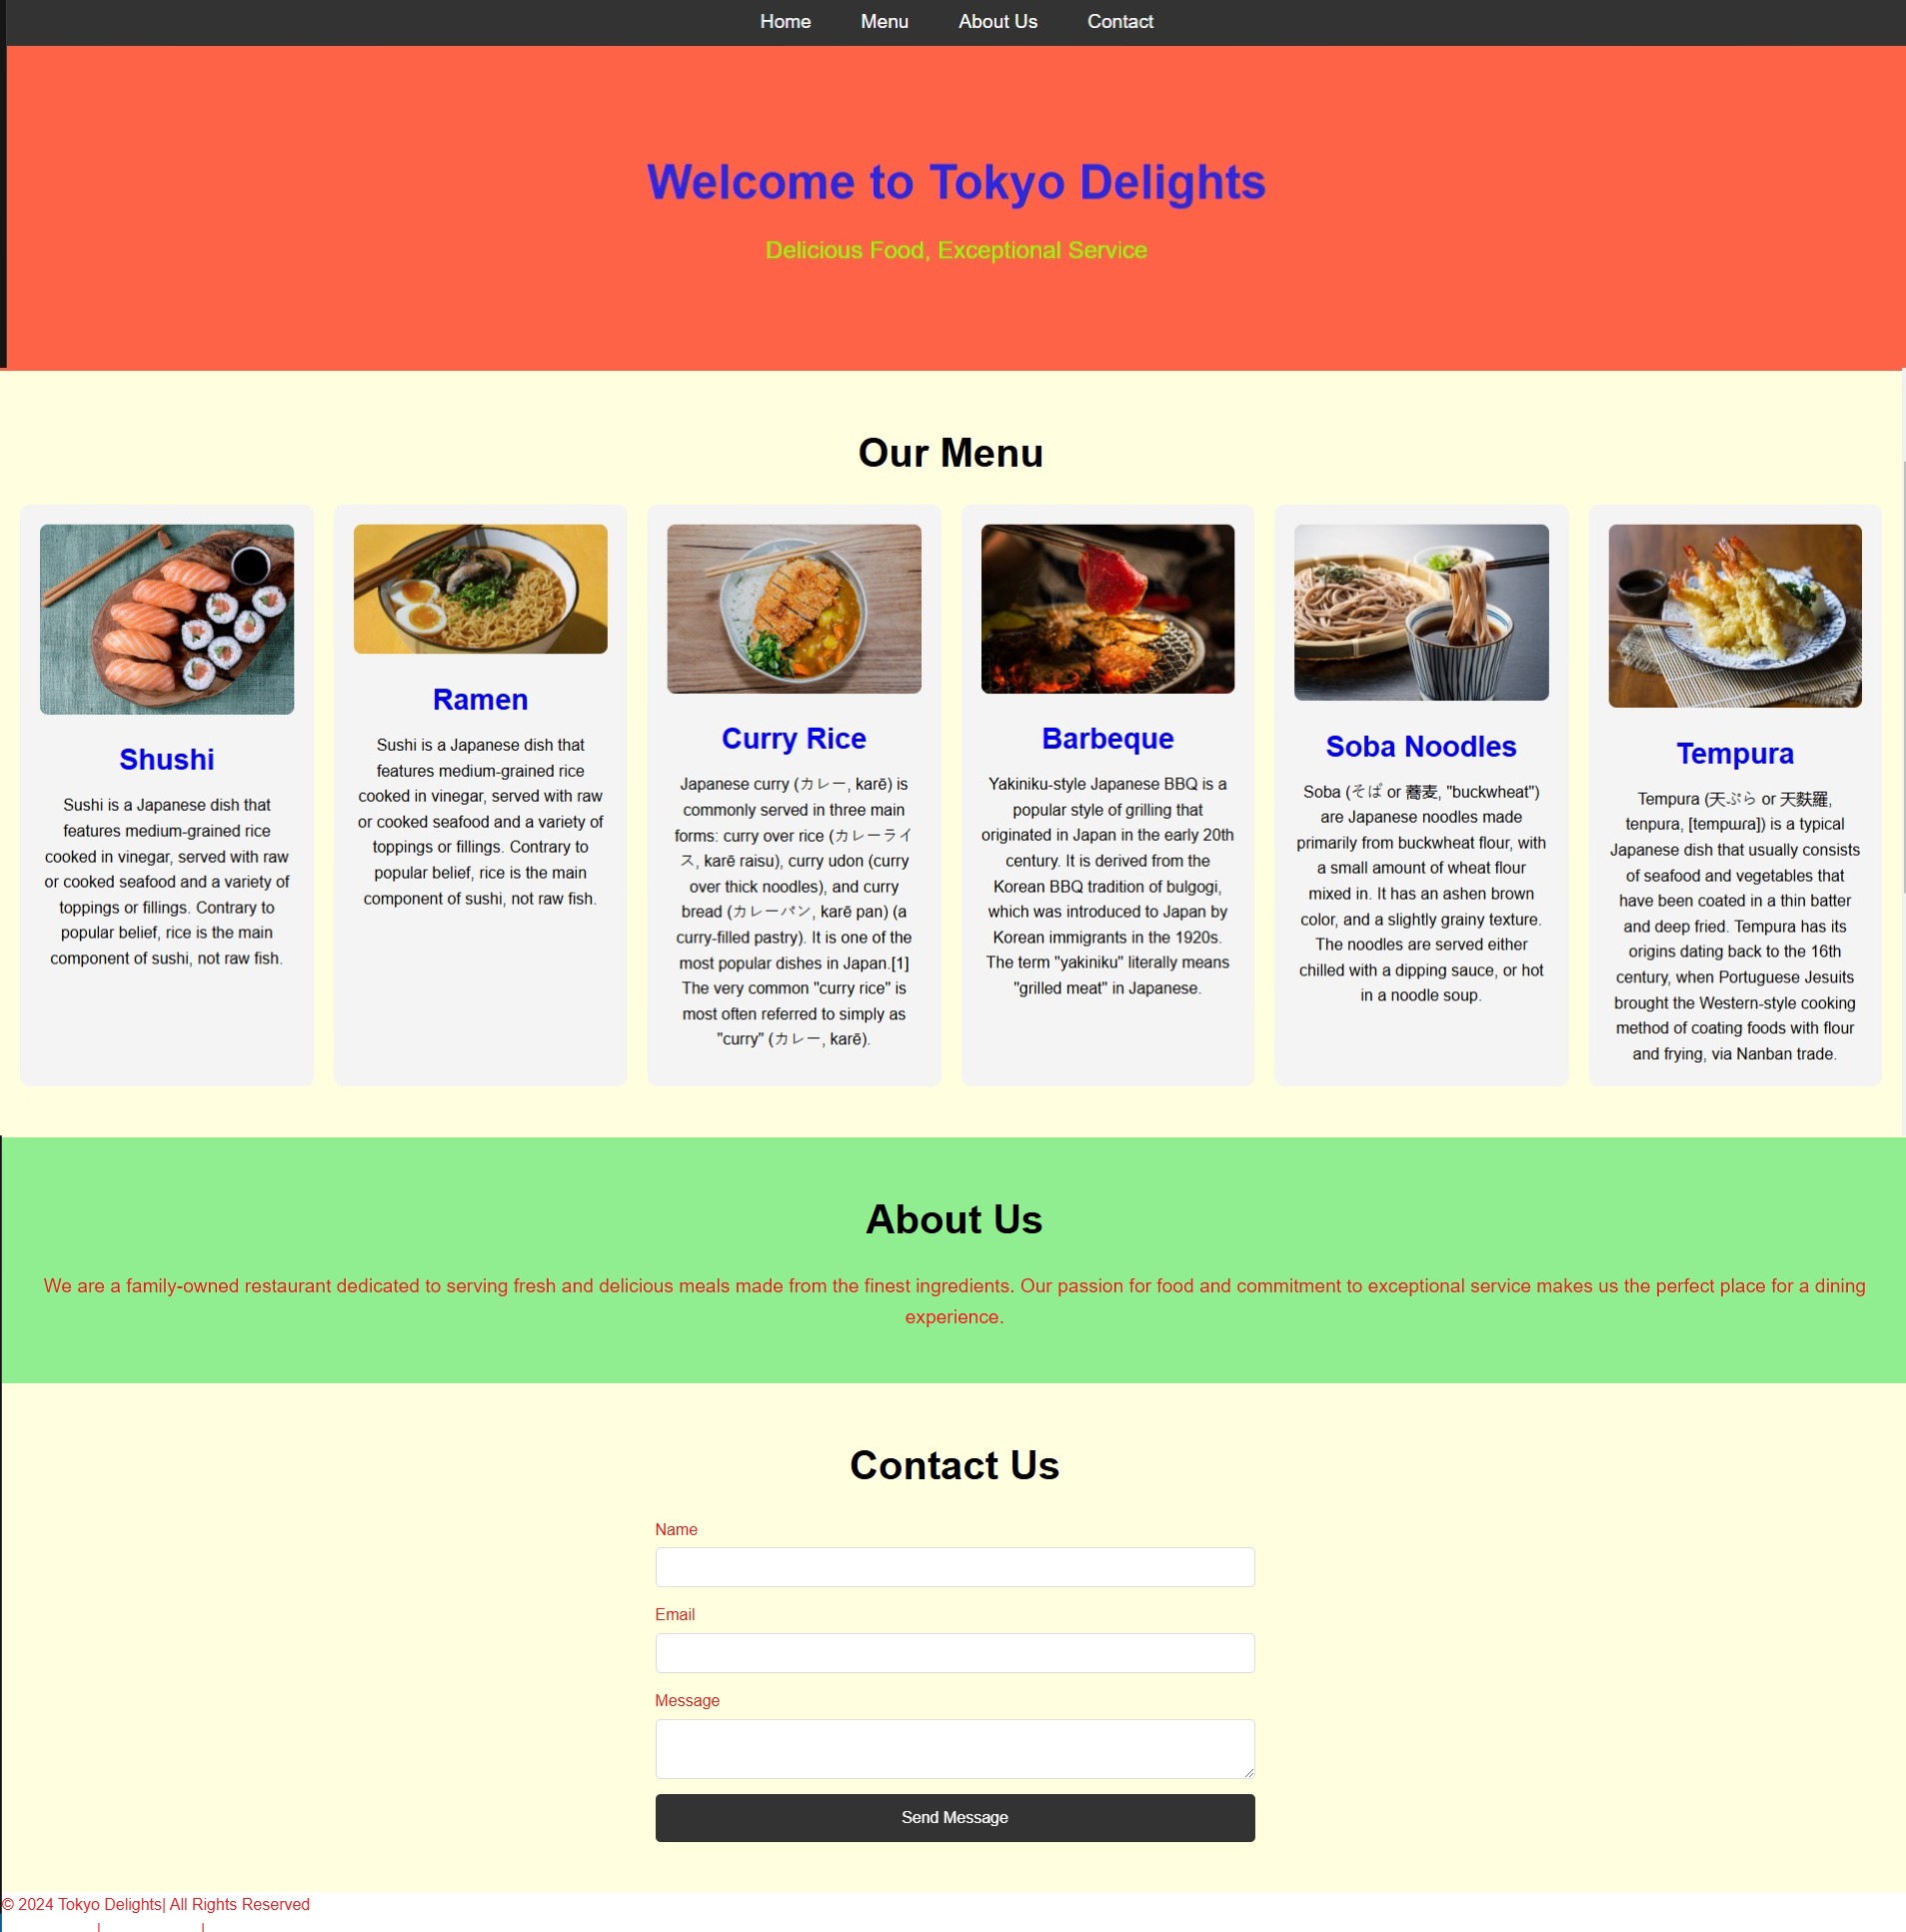 Home Menu About Us Contact
Welcome to Tokyo Delights
Delicious Food, Exceptional Service
Our Menu
Shushi
Sushi is a Japanese dish that
features medium-grained rice
cooked in vinegar, served with raw
or cooked seafood and a variety of
toppings or fillings. Contrary to
popular belief, rice is the main
component of sushi, not raw fish.
Ramen
Sushi is a Japanese dish that
features medium-grained rice
cooked in vinegar, served with raw
or cooked seafood and a variety of
toppings or fillings. Contrary to
popular belief, rice is the main
component of sushi, not raw fish.
Curry Rice
Japanese curry (カレー, karē) is
commonly served in three main
forms: curry over rice (カレーライ
ス, karē raisu), curry udon (curry
over thick noodles), and curry
bread (カレーパン, karē pan) (a
curry-filled pastry). It is one of the
most popular dishes in Japan.[1]
The very common "curry rice" is
most often referred to simply as
"curry" (カレー, karē).
Barbeque
Yakiniku-style Japanese BBQ is a
popular style of grilling that
originated in Japan in the early 20th
century. It is derived from the
Korean BBQ tradition of bulgogi,
which was introduced to Japan by
Korean immigrants in the 1920s.
The term "yakiniku" literally means
"grilled meat" in Japanese.
Soba Noodles
Soba (そば or 蕎麦, "buckwheat")
are Japanese noodles made
primarily from buckwheat flour, with
a small amount of wheat flour
mixed in. It has an ashen brown
color, and a slightly grainy texture.
The noodles are served either
chilled with a dipping sauce, or hot
in a noodle soup.
Tempura
Tempura (天ぷら or 天麩羅,
tenpura, [tempɯɾa]) is a typical
Japanese dish that usually consists
of seafood and vegetables that
have been coated in a thin batter
and deep fried. Tempura has its
origins dating back to the 16th
century, when Portuguese Jesuits
brought the Western-style cooking
method of coating foods with flour
and frying, via Nanban trade.
About Us
We are a family-owned restaurant dedicated to serving fresh and delicious meals made from the finest ingredients. Our passion for food and commitment to exceptional service makes us the perfect place for a dining
experience.
Contact Us
Name
Email
Message
Send Message
© 2024 Tokyo Delights| All Rights Reserved
| |